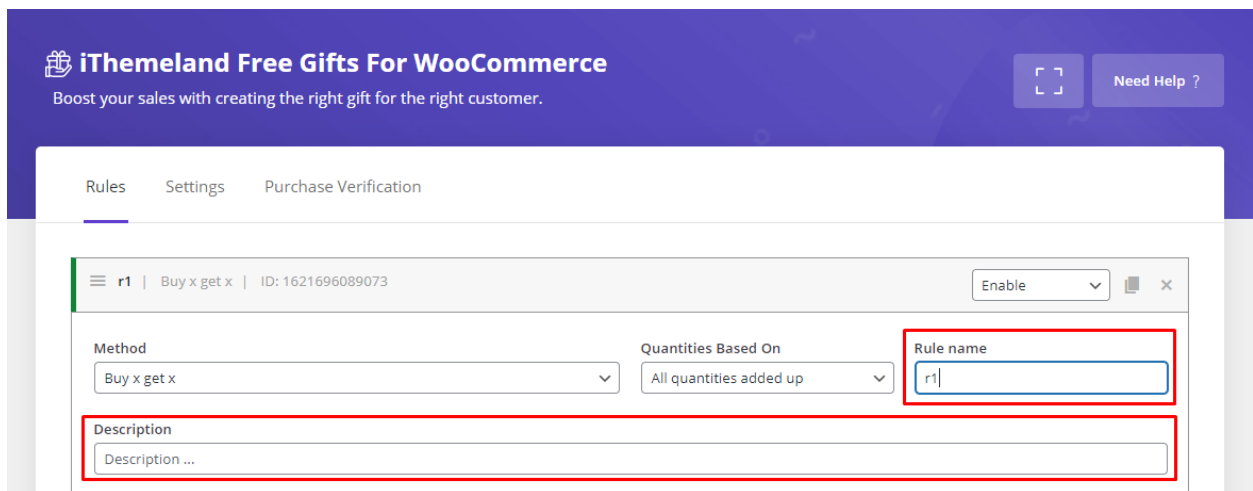 iThemeland Free Gifts For WooCommerce
Boost your sales with creating the right gift for the right customer.
Need Help ?
Rules Settings Purchase Verification
r1 | Buy x get x | ID: 1621696089073
Enable
Method Quantities Based On Rule name
Buy x get x All quantities added up r1
Description
Description ...